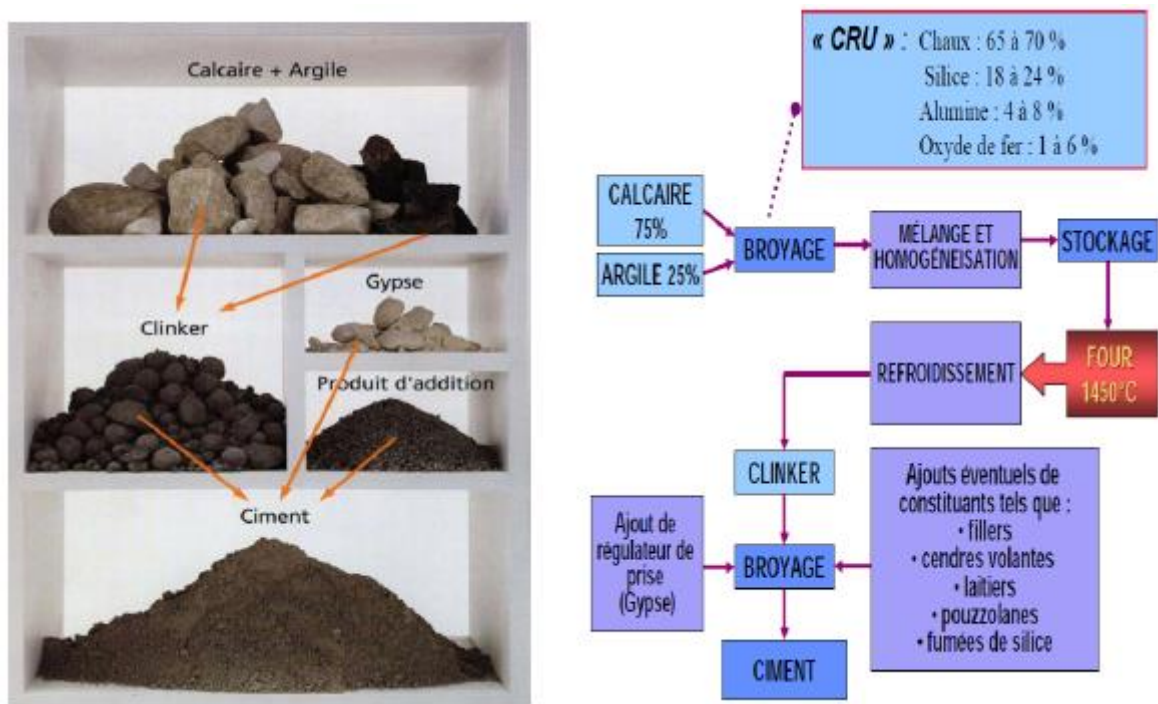 Calcaire + Argile
Clinker
Gypse
Produit d'addition
Ciment
« CRU » : Chaux : 65 à 70 %
Silice : 18 à 24 %
Alumine : 4 à 8 %
Oxyde de fer : 1 à 6 %
CALCAIRE
75%
ARGILE 25%
BROYAGE
MÉLANGE ET
HOMOGÉNEISATION
STOCKAGE
FOUR
1450°C
REFROIDISSEMENT
CLINKER
Ajout de
régulateur de
prise
(Gypse)
BROYAGE
Ajouts éventuels de
constituants tels que :
• fillers
• cendres volantes
• laitiers
• pouzzolanes
• fumées de silice
CIMENT